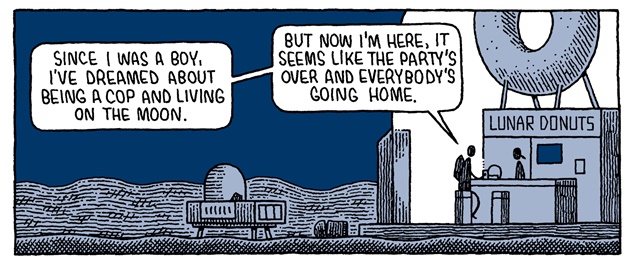 SINCE I WAS A BOY,
I'VE DREAMED ABOUT
BEING A COP AND LIVING
ON THE MOON.
BUT NOW I'M HERE, IT
SEEMS LIKE THE PARTY'S
OVER AND EVERYBODY'S
GOING HOME.
LUNAR DONUTS